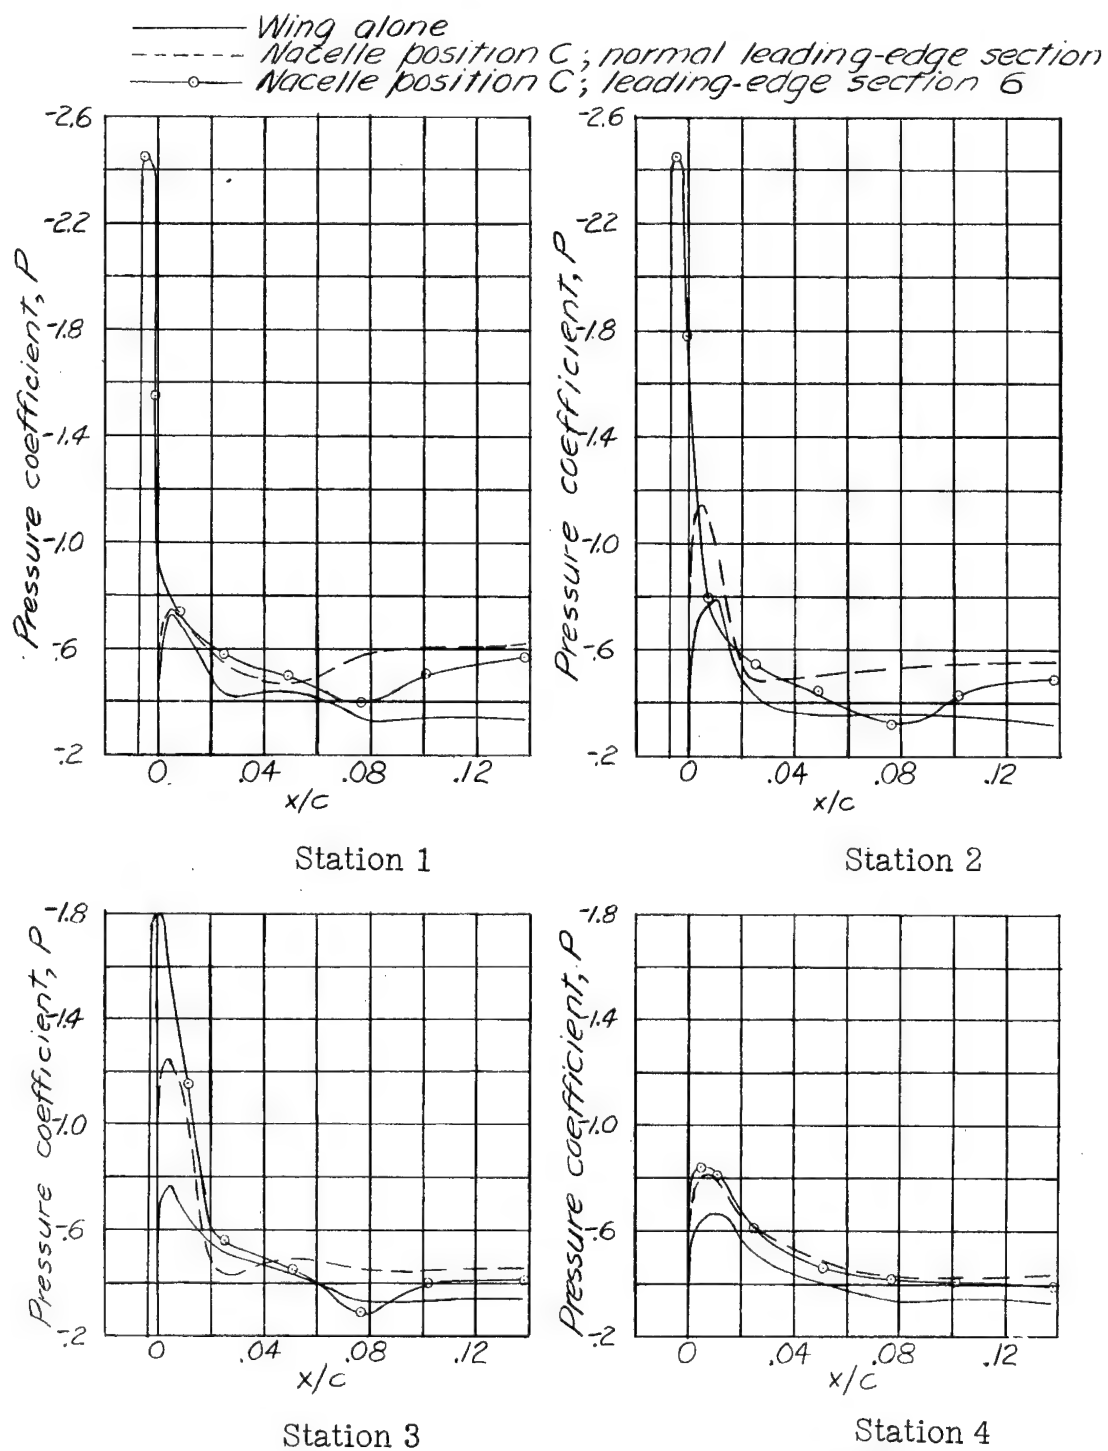 Wing alone
Nacelle position C; normal leading-edge section
Nacelle position C; leading-edge section 6
-2.6
-2.2
-1.8
-1.4
-1.0
-.6
-.2
Pressure coefficient, P
0
.04
.08
.12
x/c
Station 1
-2.6
-2.2
-1.8
-1.4
-1.0
-.6
-.2
Pressure coefficient, P
0
.04
.08
.12
x/c
Station 2
-1.8
-1.4
-1.0
-.6
-.2
Pressure coefficient, P
0
.04
.08
.12
x/c
Station 3
-1.8
-1.4
-1.0
-.6
-.2
Pressure coefficient, P
0
.04
.08
.12
x/c
Station 4